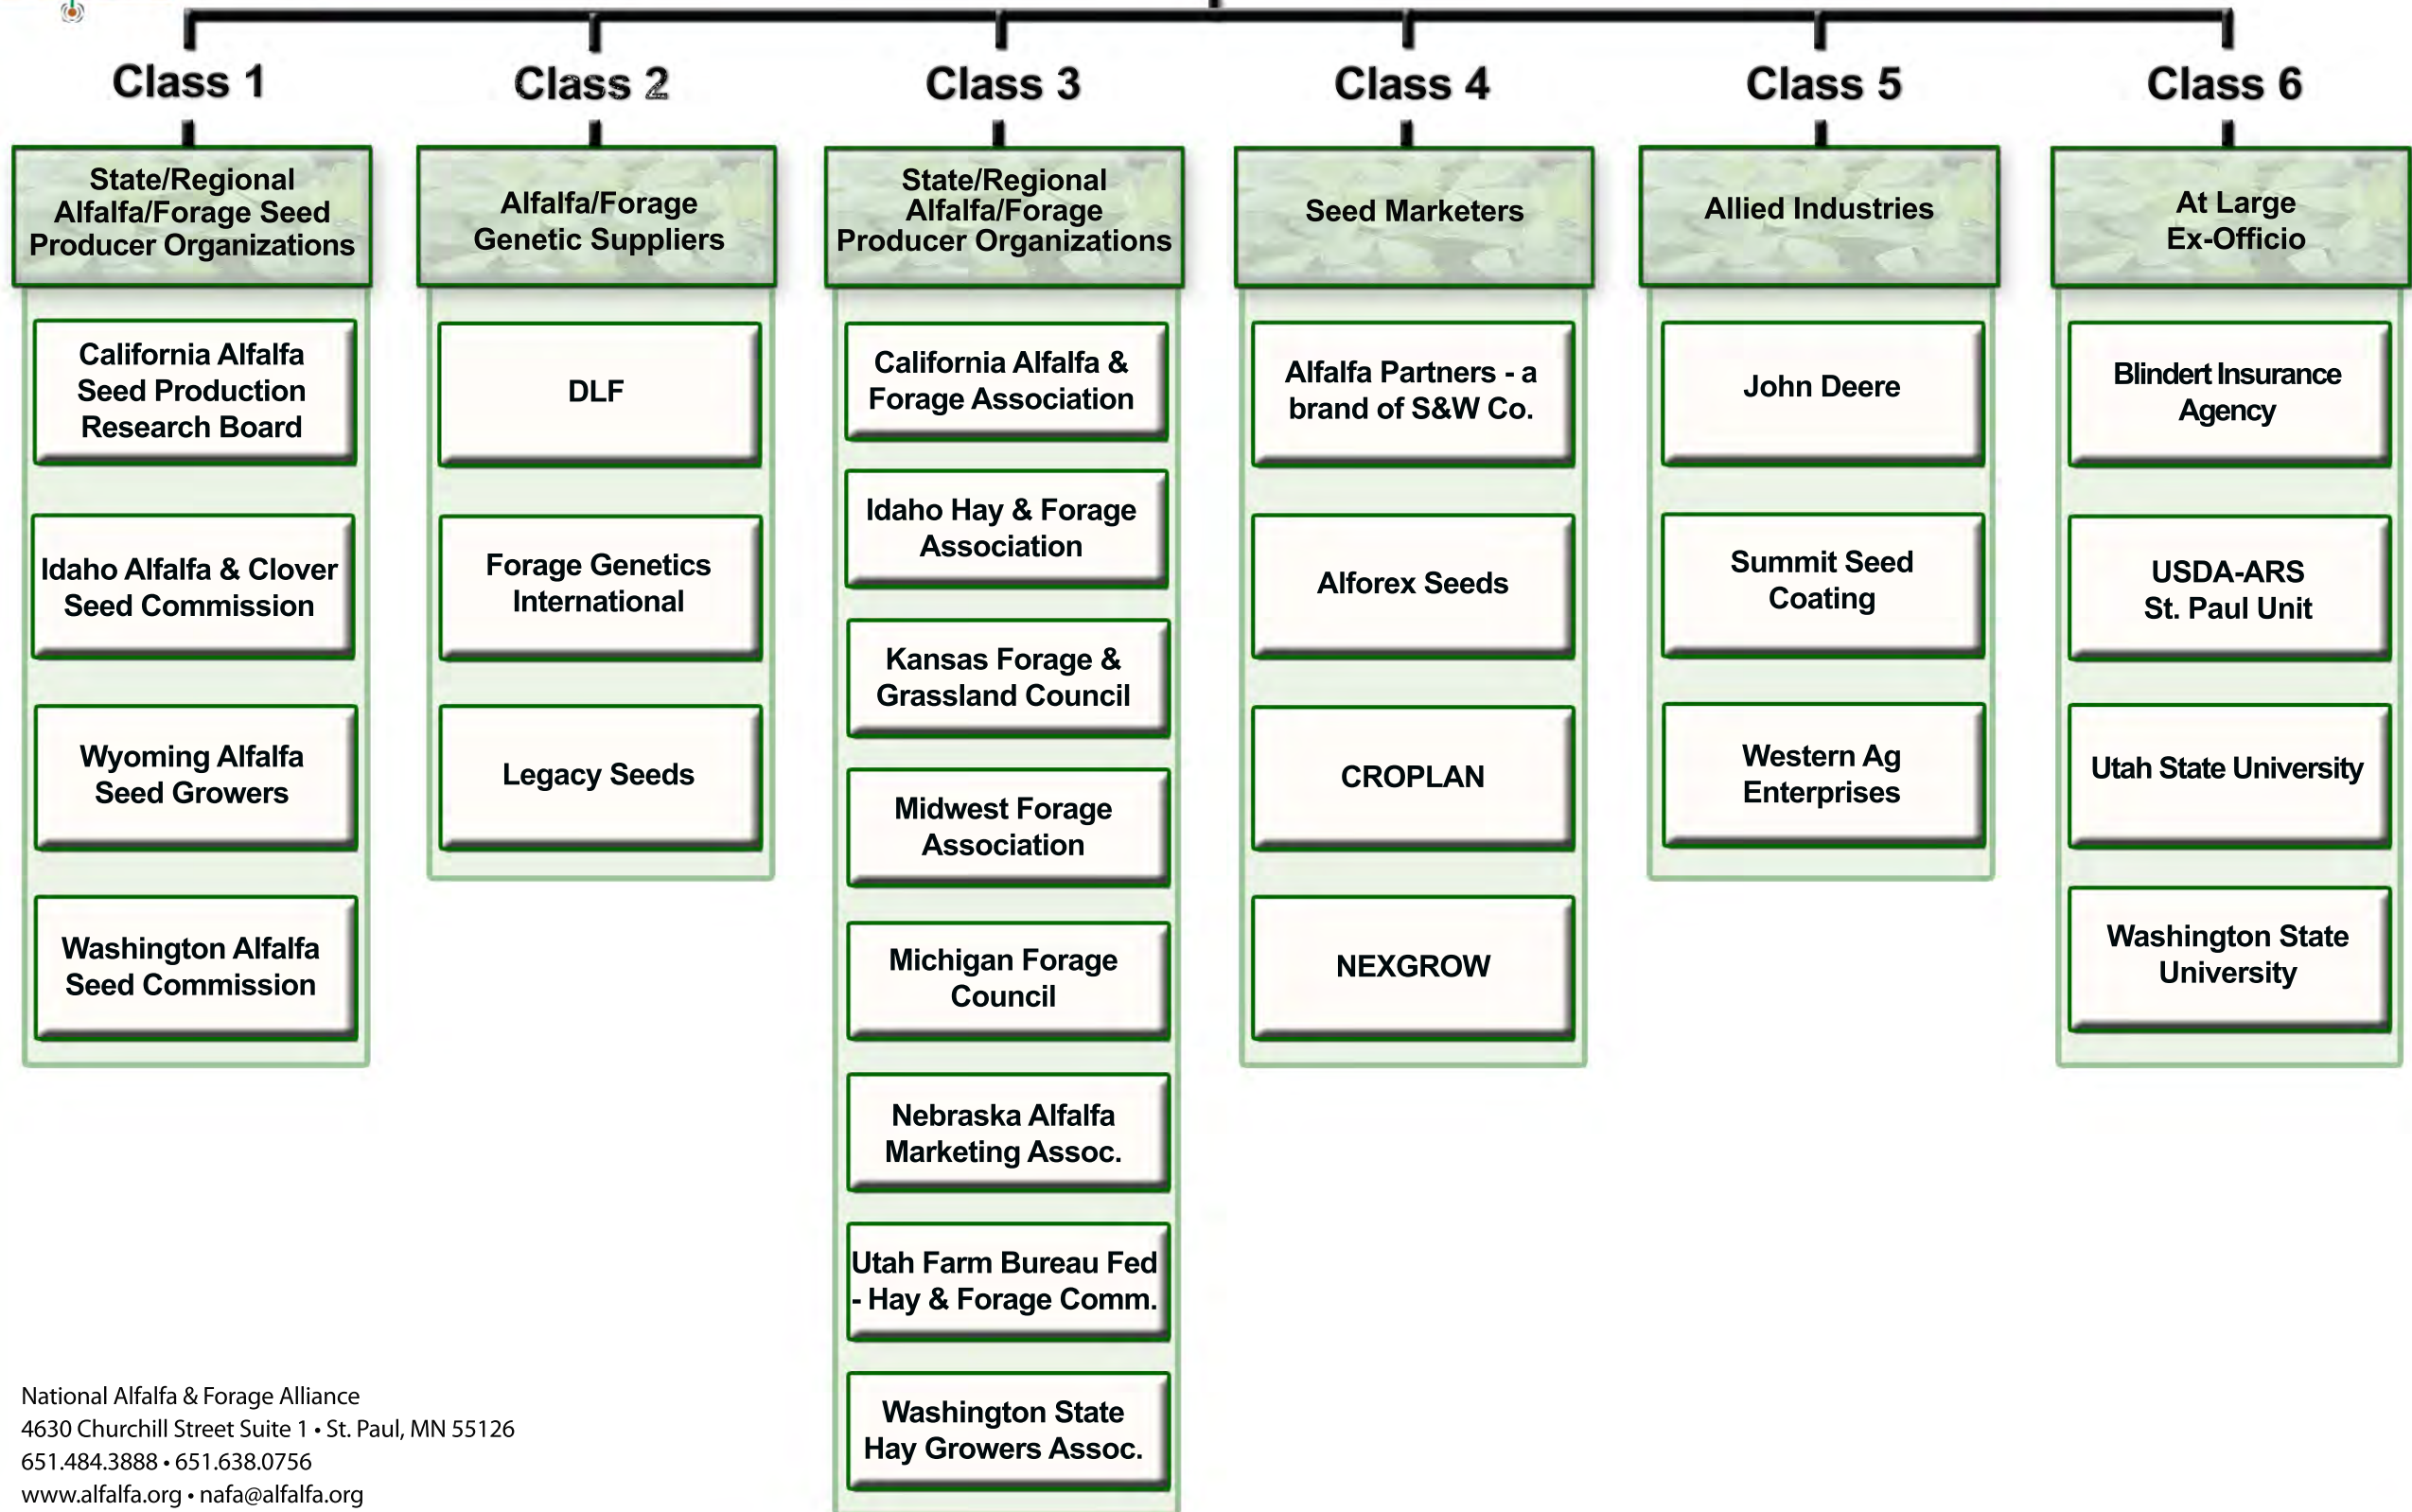 Class 1
State/Regional
Alfalfa/Forage Seed
Producer Organizations
California Alfalfa
Seed Production
Research Board
Idaho Alfalfa & Clover
Seed Commission
Wyoming Alfalfa
Seed Growers
Washington Alfalfa
Seed Commission
Class 2
Alfalfa/Forage
Genetic Suppliers
DLF
Forage Genetics
International
Legacy Seeds
Class 3
State/Regional
Alfalfa/Forage
Producer Organizations
California Alfalfa &
Forage Association
Idaho Hay & Forage
Association
Kansas Forage &
Grassland Council
Midwest Forage
Association
Michigan Forage
Council
Nebraska Alfalfa
Marketing Assoc.
Utah Farm Bureau Fed
- Hay & Forage Comm.
Washington State
Hay Growers Assoc.
Class 4
Seed Marketers
Alfalfa Partners - a
brand of S&W Co.
Alforex Seeds
CROPLAN
NEXGROW
Class 5
Allied Industries
John Deere
Summit Seed
Coating
Western Ag
Enterprises
Class 6
At Large
Ex-Officio
Blindert Insurance
Agency
USDA-ARS
St. Paul Unit
Utah State University
Washington State
University
National Alfalfa & Forage Alliance
4630 Churchill Street Suite 1 • St. Paul, MN 55126
651.484.3888 • 651.638.0756
www.alfalfa.org • nafa@alfalfa.org